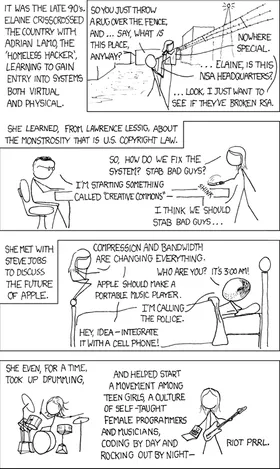 IT WAS THE LATE 90's.
ELAINE CRISSCROSSED
THE COUNTRY WITH
ADRIAN LAMO, THE
'HOMELESS HACKER',
LEARNING TO GAIN
ENTRY INTO SYSTEMS
BOTH VIRTUAL
AND PHYSICAL.
SO YOU JUST THROW
A RUG OVER THE FENCE,
AND ... SAY, WHAT IS
THIS PLACE,
ANYWAY?
NOWHERE
SPECIAL.
... ELAINE, IS THIS
NSA HEADQUARTERS?
... LOOK, I JUST WANT TO
SEE IF THEY'VE BROKEN RSA.
SHE LEARNED, FROM LAWRENCE LESSIG, ABOUT
THE MONSTROSITY THAT IS U.S. COPYRIGHT LAW.
SO, HOW DO WE FIX THE
SYSTEM? STAB BAD GUYS?
I'M STARTING SOMETHING
CALLED "CREATIVE COMMONS"—
I THINK WE SHOULD
STAB BAD GUYS...
SHE MET WITH
STEVE JOBS
TO DISCUSS
THE FUTURE
OF APPLE.
COMPRESSION AND BANDWIDTH
ARE CHANGING EVERYTHING.
WHO ARE YOU? IT'S 3:00 AM!
APPLE SHOULD MAKE A
PORTABLE MUSIC PLAYER.
I'M CALLING
THE POLICE.
HEY, IDEA—INTEGRATE
IT WITH A CELL PHONE!
SHE EVEN, FOR A TIME,
TOOK UP DRUMMING,
AND HELPED START
A MOVEMENT AMONG
TEEN GIRLS, A CULTURE
OF SELF-TAUGHT
FEMALE PROGRAMMERS
AND MUSICIANS,
CODING BY DAY AND
ROCKING OUT BY NIGHT—
RIOT PRRL.